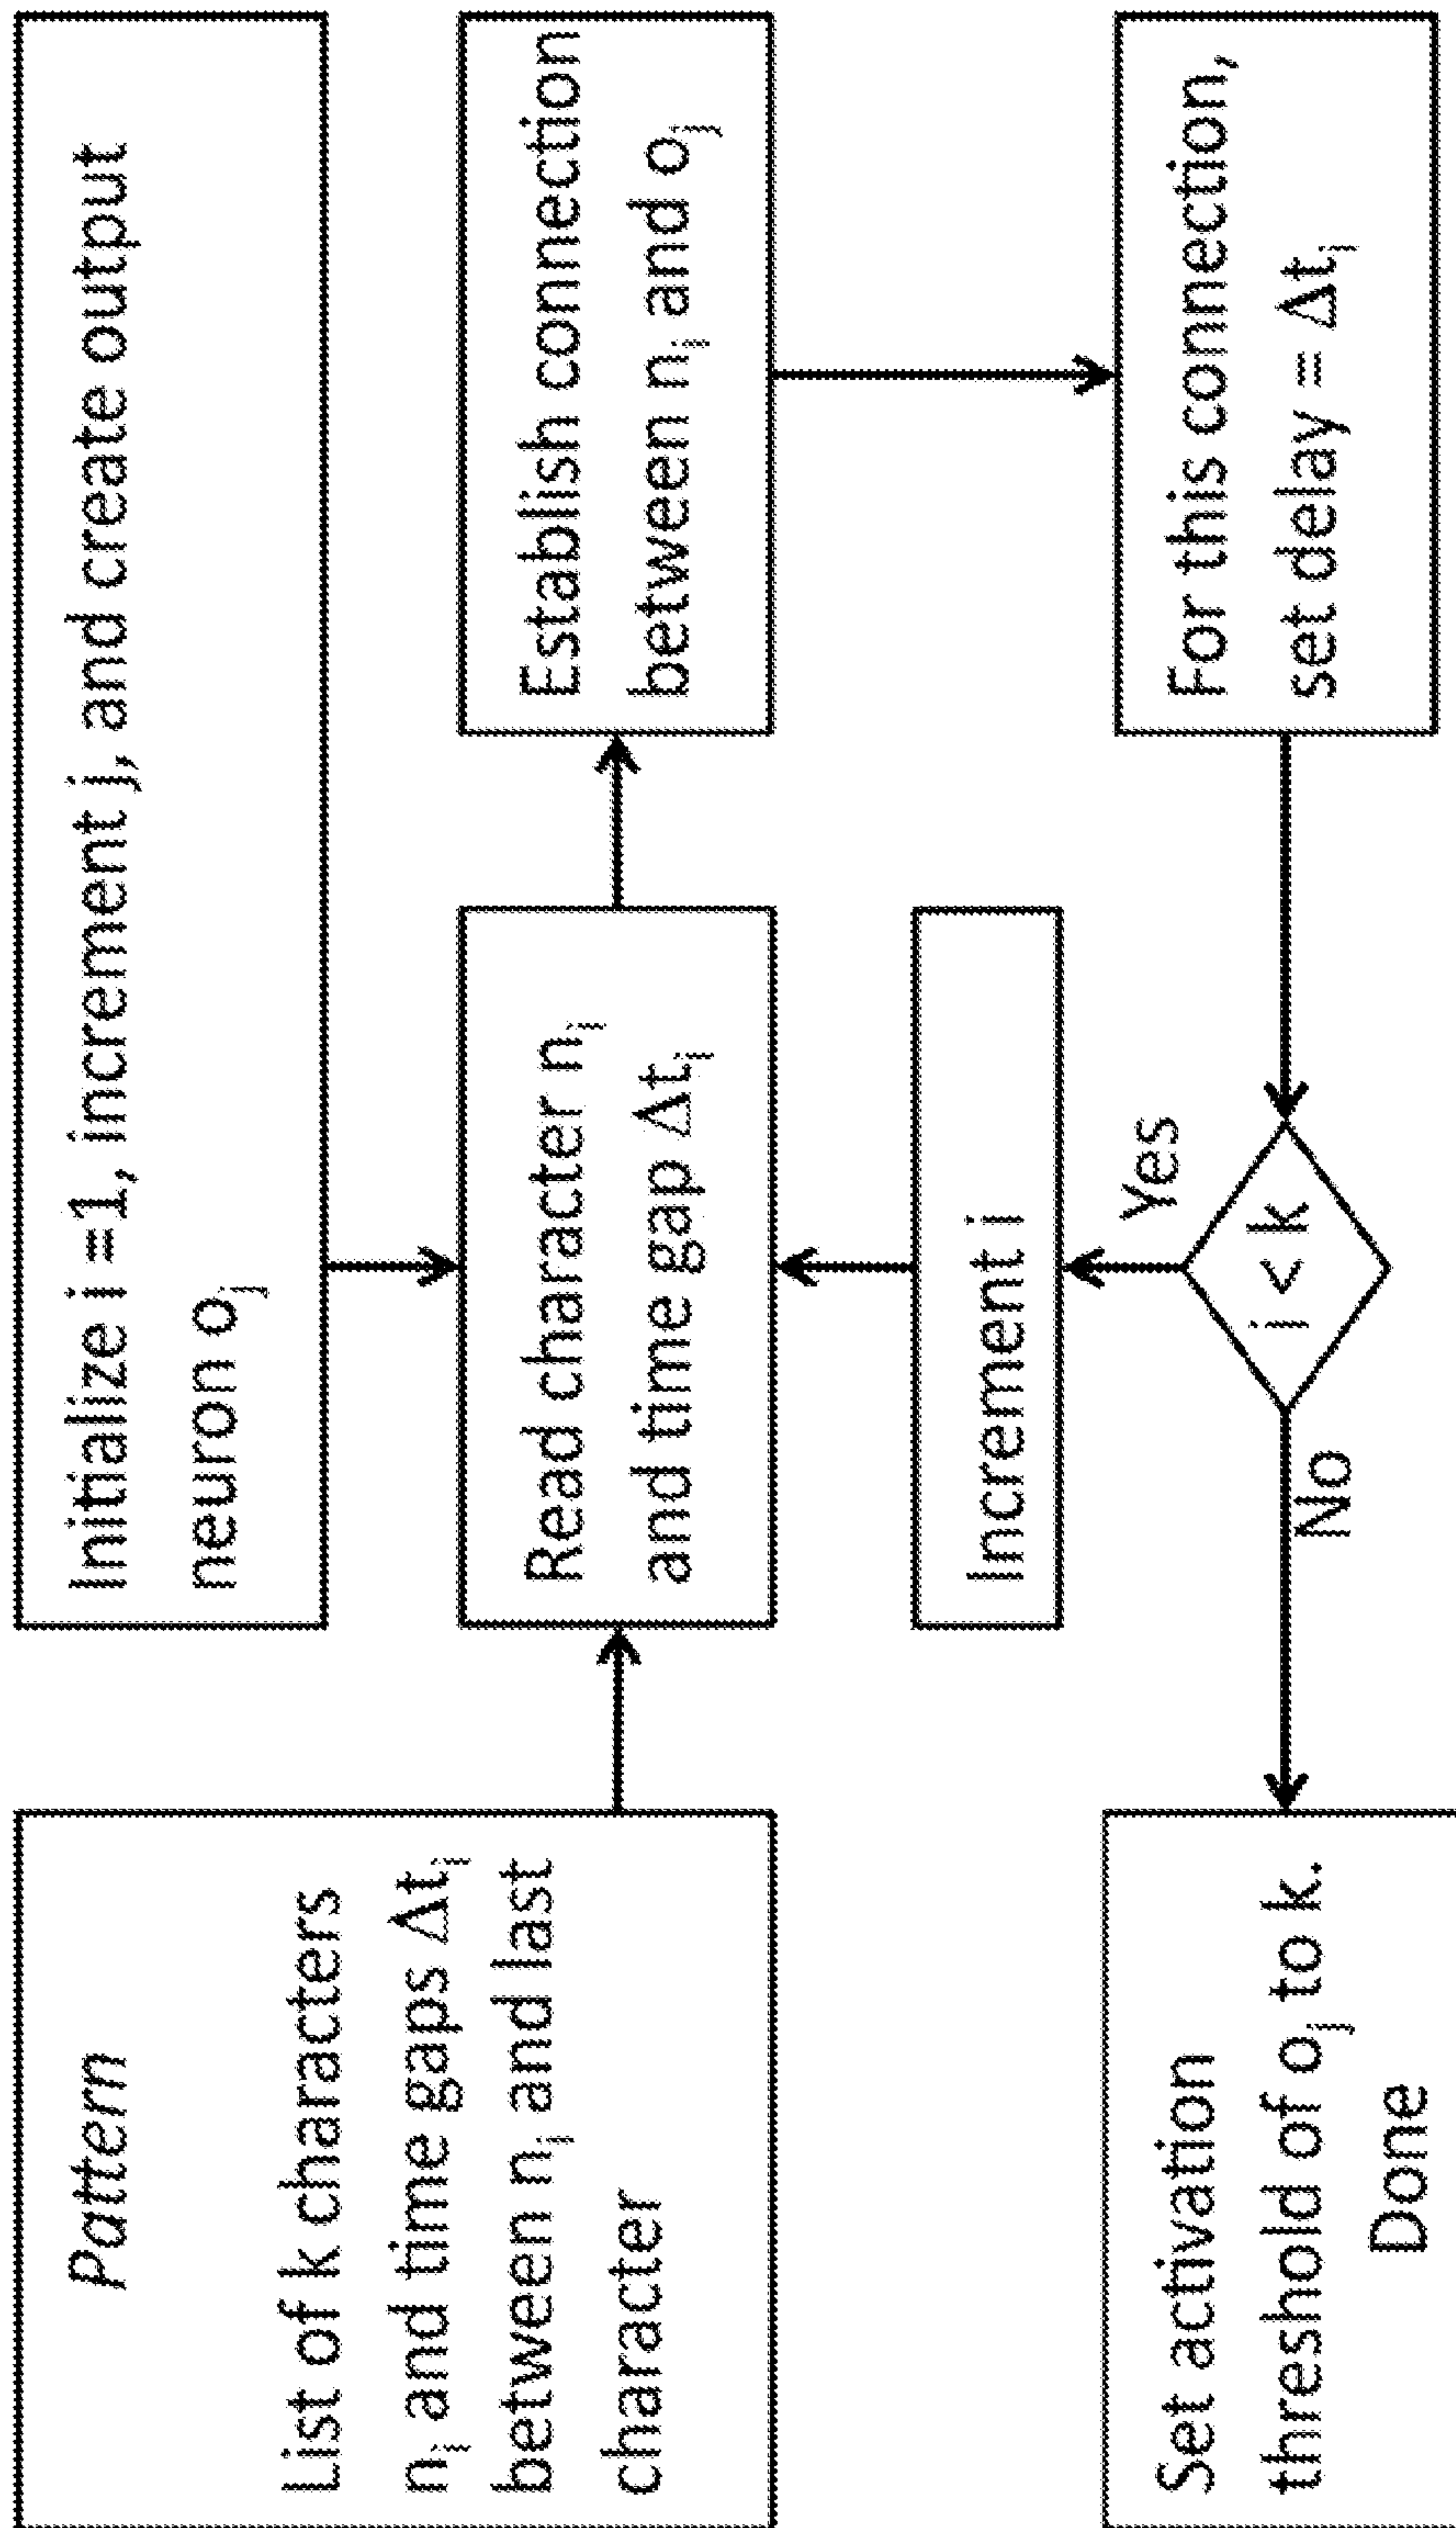 Pattern
List of k characters
nᵢ and time gaps Δtᵢ
between nᵢ and last
character
Initialize i =1, increment j, and create output
neuron oⱼ
Read character nᵢ
and time gap Δtᵢ
Establish connection
between nᵢ and oⱼ
For this connection,
set delay = Δtᵢ
i < k
Yes
Increment i
No
Set activation
threshold of oⱼ to k.
Done